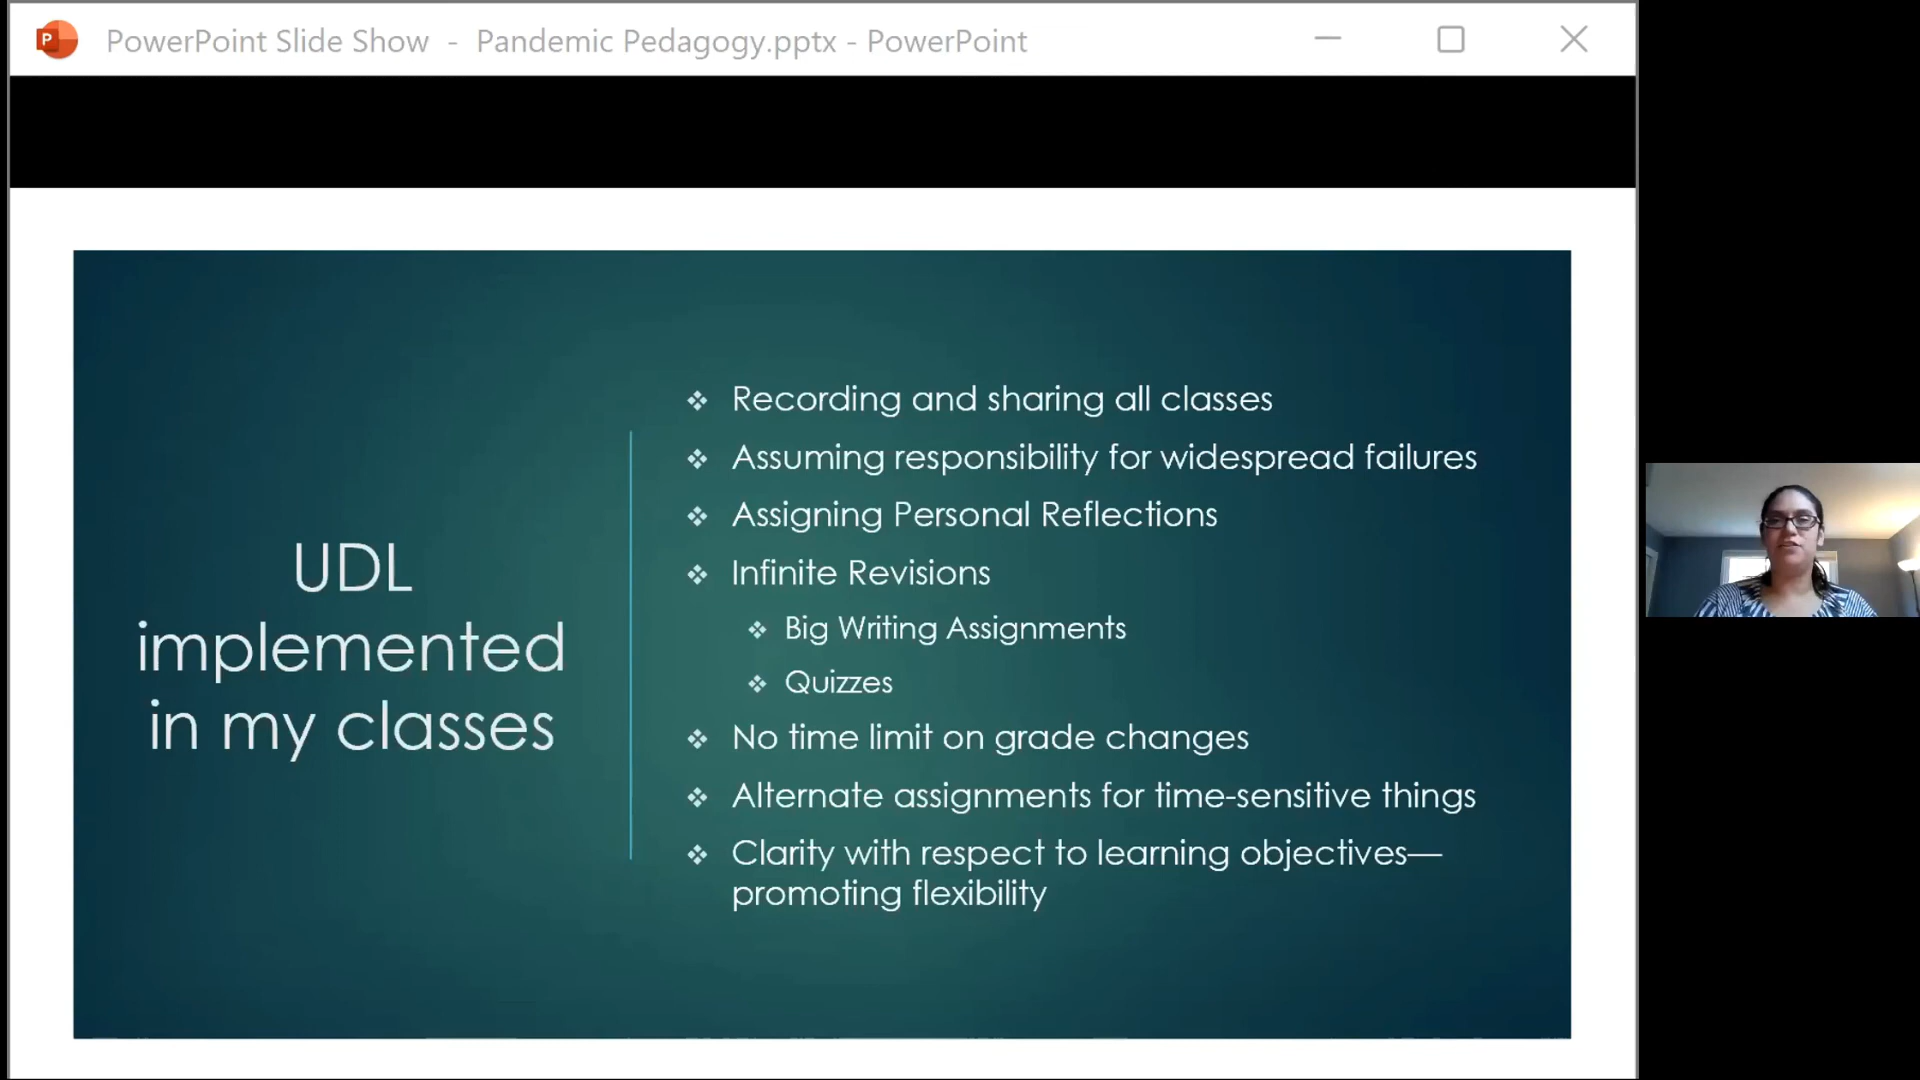 P PowerPoint Slide Show - Pandemic Pedagogy.pptx - PowerPoint
UDL
implemented
in my classes
Recording and sharing all classes
Assuming responsibility for widespread failures
Assigning Personal Reflections
Infinite Revisions
Big Writing Assignments
Quizzes
No time limit on grade changes
Alternate assignments for time-sensitive things
Clarity with respect to learning objectives—
promoting flexibility